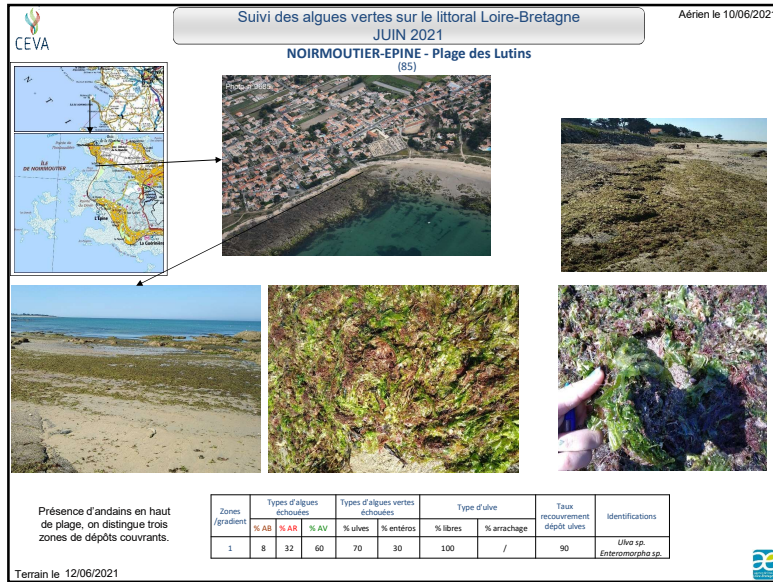 Suivi des algues vertes sur le littoral Loire-Bretagne
JUIN 2021
Aérien le 10/06/2021
CEVA
NOIRMOUTIER-EPINE - Plage des Lutins
(85)
Photo n°9685
ÎLE
DE NOIRMOUTIER
l'Épine
La Guérinière
Présence d'andains en haut
de plage, on distingue trois
zones de dépôts couvrants.
Zones
/gradient
Types d'algues
échouées
Types d'algues vertes
échouées
Type d'ulve
Taux
recouvrement
dépôt ulves
Identifications
% AB % AR % AV % ulves % entéros % libres % arrachage
1 8 32 60 70 30 100 / 90 Ulva sp.
Enteromorpha sp.
Terrain le 12/06/2021